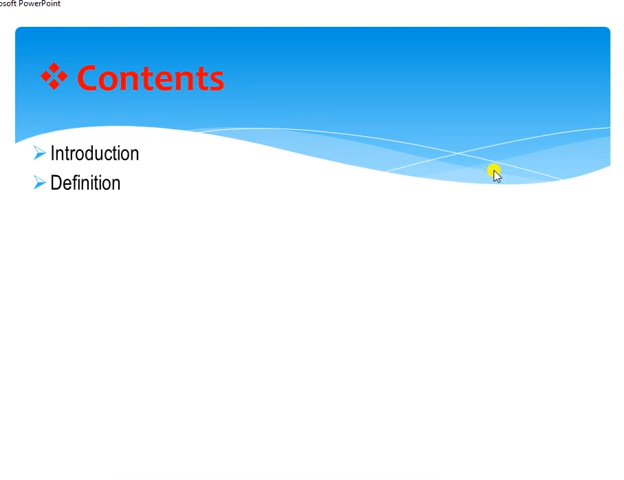 osoft PowerPoint
❖ Contents
➢ Introduction
➢ Definition